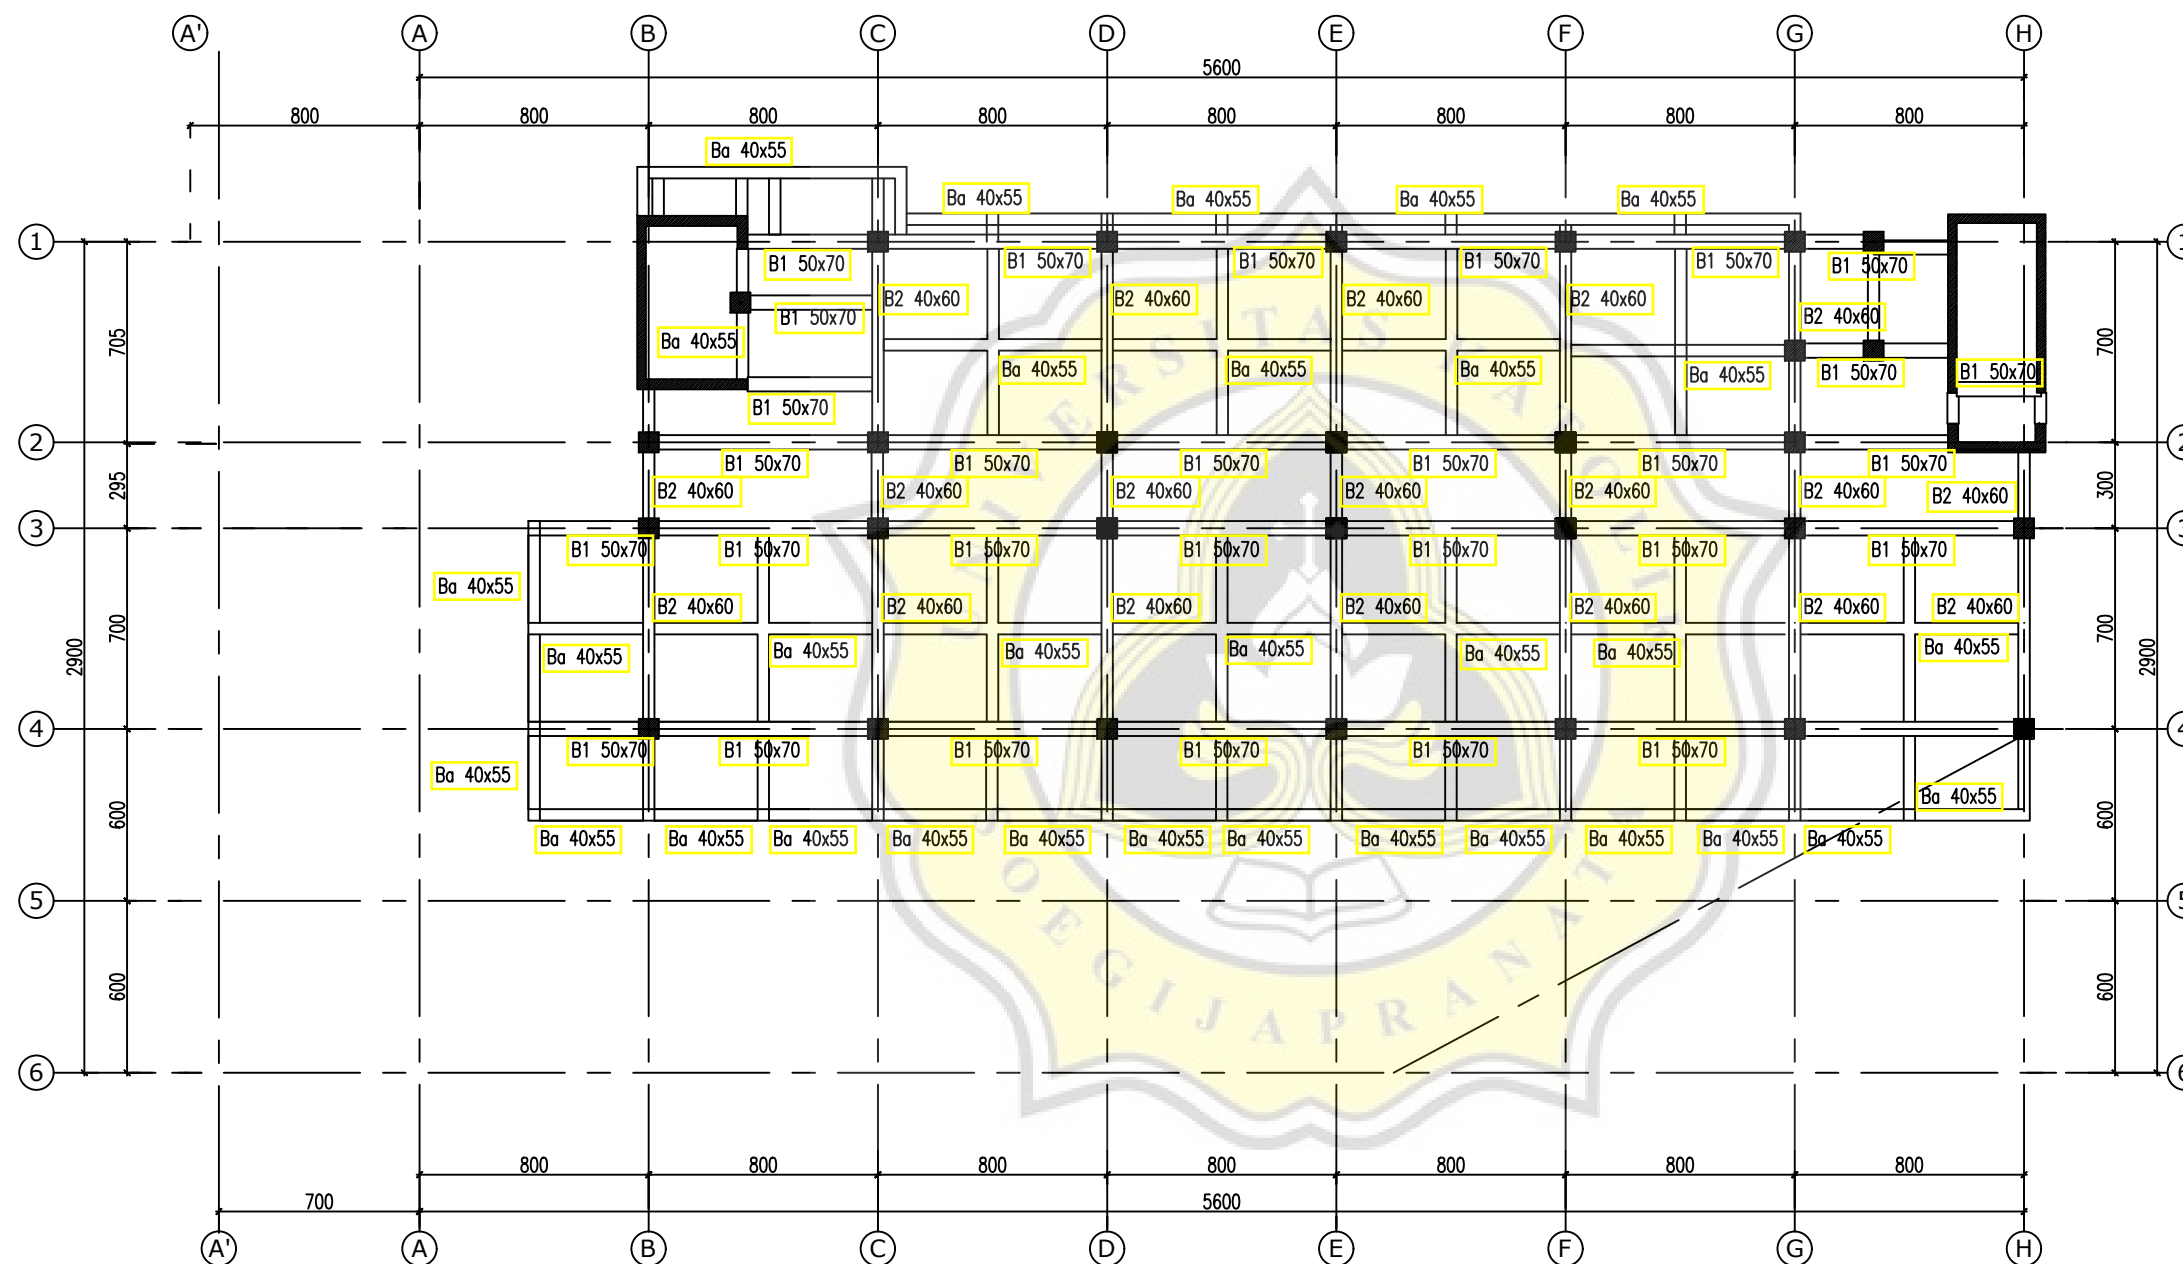 A' A B C D E F G H
5600
800 800 800 800 800 800 800 800
Ba 40x55
Ba 40x55 Ba 40x55 Ba 40x55 Ba 40x55
1 1
B1 50x70 B1 50x70 B1 50x70 B1 50x70 B1 50x70 B1 50x70
B2 40x60 B2 40x60 B2 40x60 B2 40x60
B1 50x70 B2 40x60
UNIVERSITAS KATOLIK
705 Ba 40x55 700
Ba 40x55 Ba 40x55 Ba 40x55 Ba 40x55 B1 50x70 B1 50x70
B1 50x70
2 2
B1 50x70 B1 50x70 B1 50x70 B1 50x70 B1 50x70 B1 50x70
295 B2 40x60 B2 40x60 B2 40x60 B2 40x60 B2 40x60 B2 40x60 B2 40x60 300
3 3
B1 50x70 B1 50x70 B1 50x70 B1 50x70 B1 50x70 B1 50x70 B1 50x70
Ba 40x55
B2 40x60 B2 40x60 B2 40x60 B2 40x60 B2 40x60 B2 40x60 B2 40x60
700 700
2900 Ba 40x55 Ba 40x55 Ba 40x55 Ba 40x55 Ba 40x55 Ba 40x55 Ba 40x55 2900
4 4
B1 50x70 B1 50x70 B1 50x70 B1 50x70 B1 50x70 B1 50x70
Ba 40x55
Ba 40x55
600 600
Ba 40x55 Ba 40x55 Ba 40x55 Ba 40x55 Ba 40x55 Ba 40x55 Ba 40x55 Ba 40x55 Ba 40x55 Ba 40x55 Ba 40x55 Ba 40x55
SOEGIJAPRANATA
5 5
600 600
6 6
800 800 800 800 800 800 800
700 5600
A' A B C D E F G H